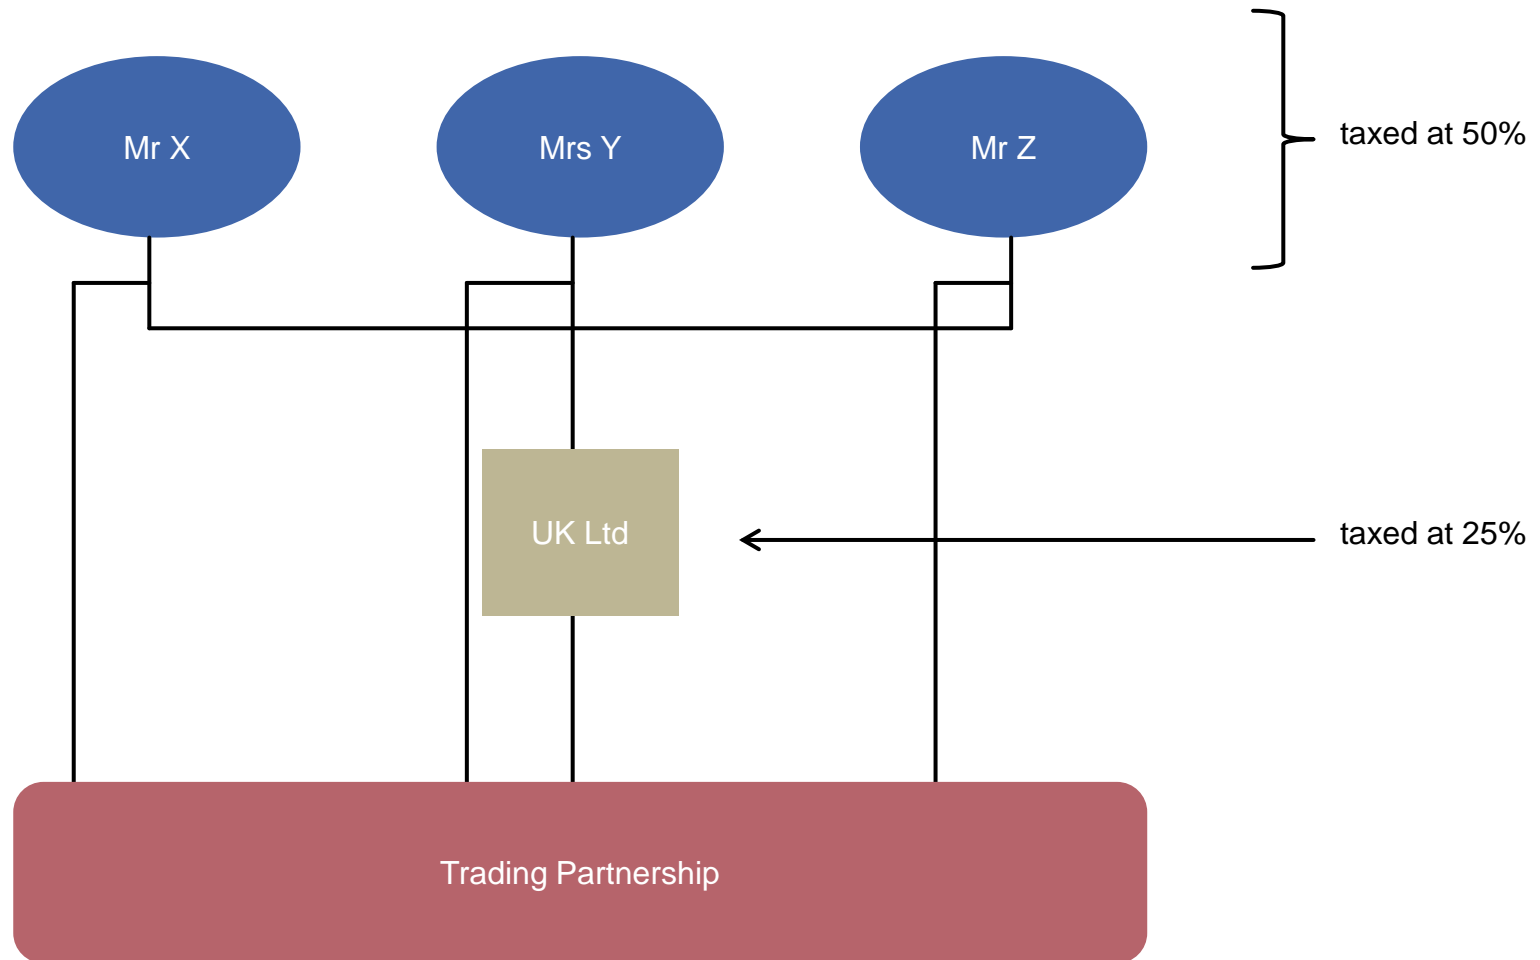 Mr X
Mrs Y
Mr Z
taxed at 50%
UK Ltd
taxed at 25%
Trading Partnership